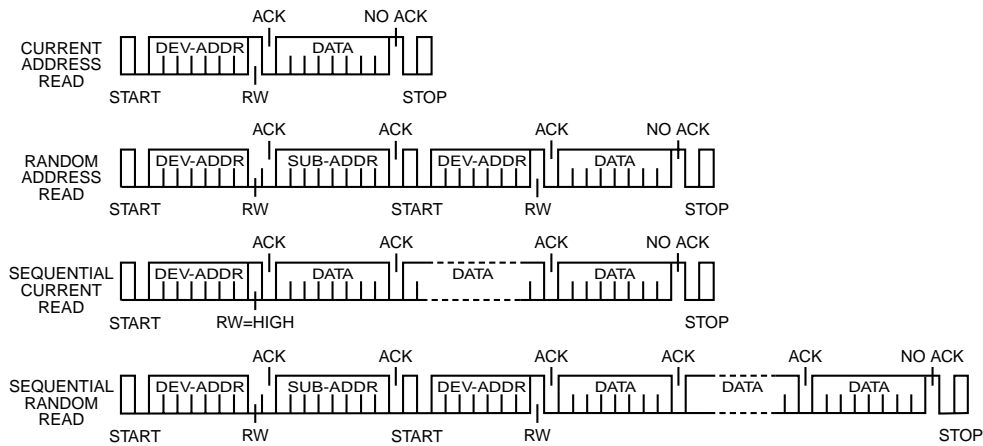 ACK NO ACK
CURRENT ADDRESS READ
DEV-ADDR DATA
START RW STOP
ACK ACK ACK NO ACK
RANDOM ADDRESS READ
DEV-ADDR SUB-ADDR DEV-ADDR DATA
START RW START RW STOP
ACK ACK ACK NO ACK
SEQUENTIAL CURRENT READ
DEV-ADDR DATA DATA DATA
START RW=HIGH STOP
ACK ACK ACK ACK ACK NO ACK
SEQUENTIAL RANDOM READ
DEV-ADDR SUB-ADDR DEV-ADDR DATA DATA DATA
START RW START RW STOP